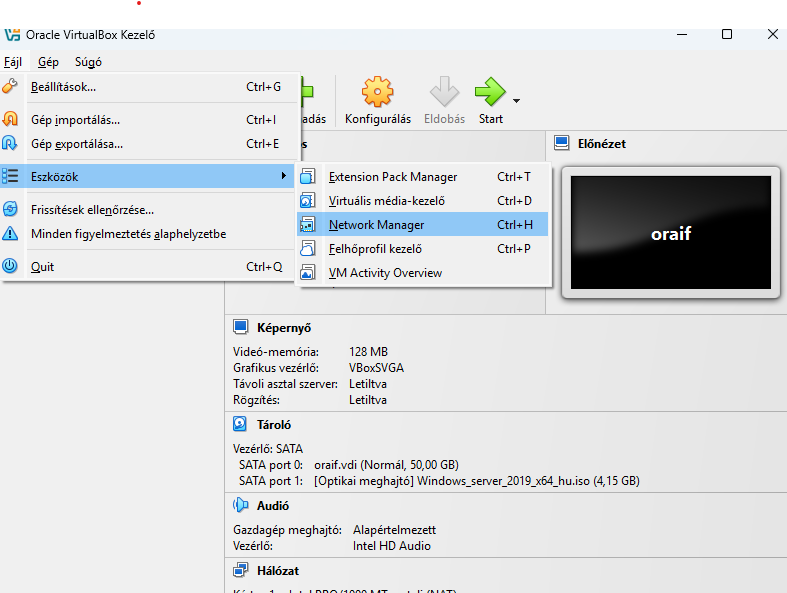 Oracle VirtualBox Kezelő
Fájl Gép Súgó
Beállítások... Ctrl+G
Gép importálás... Ctrl+I
Gép exportálása... Ctrl+E
Eszközök
Frissítések ellenőrzése...
Minden figyelmeztetés alaphelyzetbe
Quit Ctrl+Q
Konfigurálás Eldobás Start
Extension Pack Manager Ctrl+T
Virtuális média-kezelő Ctrl+D
Network Manager Ctrl+H
Felhőprofil kezelő Ctrl+P
VM Activity Overview
Előnézet
oraif
Képernyő
Videó-memória: 128 MB
Grafikus vezérlő: VBoxSVGA
Távoli asztal szerver: Letiltva
Rögzítés: Letiltva
Tároló
Vezérlő: SATA
SATA port 0: oraif.vdi (Normál, 50,00 GB)
SATA port 1: [Optikai meghajtó] Windows_server_2019_x64_hu.iso (4,15 GB)
Audió
Gazdagép meghajtó: Alapértelmezett
Vezérlő: Intel HD Audio
Hálózat